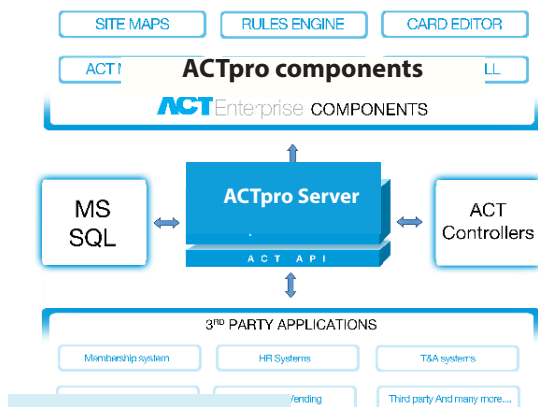 SITE MAPS RULES ENGINE CARD EDITOR
ACT ACTpro components LL
ACT Enterprise COMPONENTS
MS SQL
ACTpro Server
ACT API
ACT Controllers
3RD PARTY APPLICATIONS
Membership system HR Systems T&A systems
Vending Third party And many more....